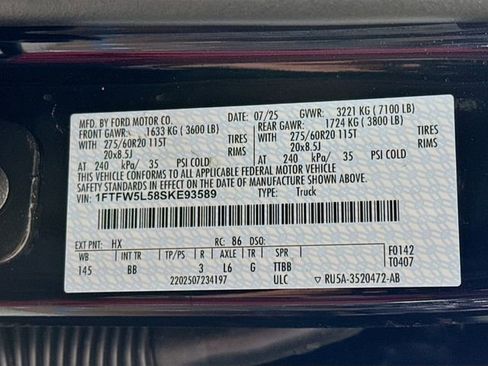 MFD. BY FORD MOTOR CO. 07/25 GVWR: 3221 KG ( 7100 LB)
FRONT GAWR: 1633 KG ( 3600 LB) REAR GAWR: 1724 KG ( 3800 LB)
WITH 275/60R20 115T TIRES WITH 275/60R20 115T TIRES
20x8.5J RIMS 20x8.5J RIMS
AT 240 kPa/ 35 PSI COLD AT 240 kPa/ 35 PSI COLD
THIS VEHICLE CONFORMS TO ALL APPLICABLE FEDERAL MOTOR VEHICLE SAFETY STANDARDS IN EFFECT ON THE DATE OF MANUFACTURE SHOWN ABOVE.
VIN: 1FTFW5L58SKE93589 TYPE: Truck
EXT PNT: HX RC: 86 DSO:
WB BRK TP/PS R AXLE TR SPR F0142
145 BB 3 L6 G TTBB T0407
2202507234197 ULC RU5A-3520472-AB